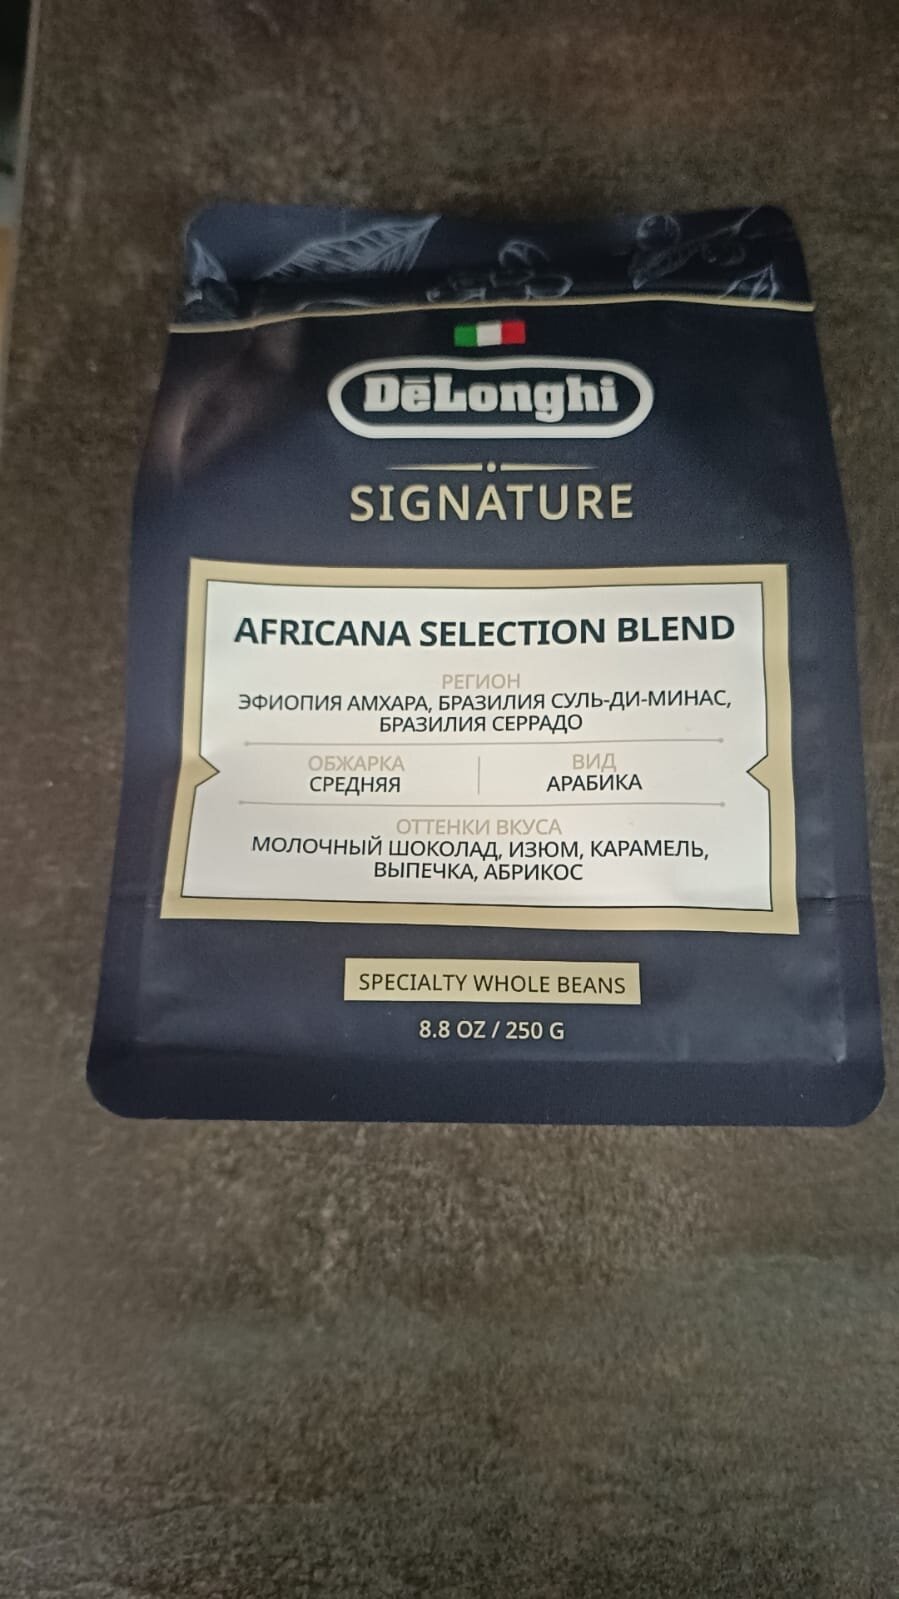 DēLonghi
SIGNATURE
AFRICANA SELECTION BLEND
РЕГИОН
ЭФИОПИЯ АМХАРА, БРАЗИЛИЯ СУЛЬ-ДИ-МИНАС,
БРАЗИЛИЯ СЕРРАДО
ОБЖАРКА
СРЕДНЯЯ
ВИД
АРАБИКА
ОТТЕНКИ ВКУСА
МОЛОЧНЫЙ ШОКОЛАД, ИЗЮМ, КАРАМЕЛЬ,
ВЫПЕЧКА, АБРИКОС
SPECIALTY WHOLE BEANS
8.8 OZ / 250 G